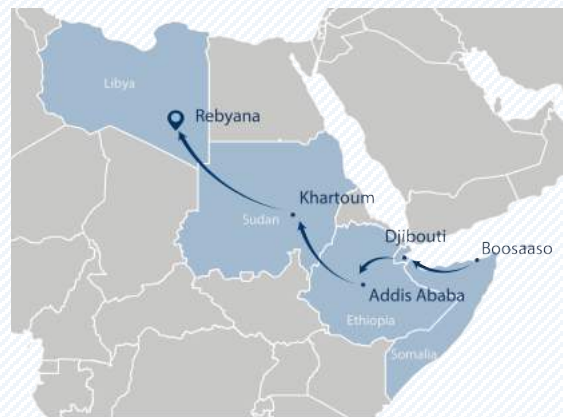 Libya
Rebyana
Khartoum
Sudan
Djibouti
Boosaaso
Addis Ababa
Ethiopia
Somalia